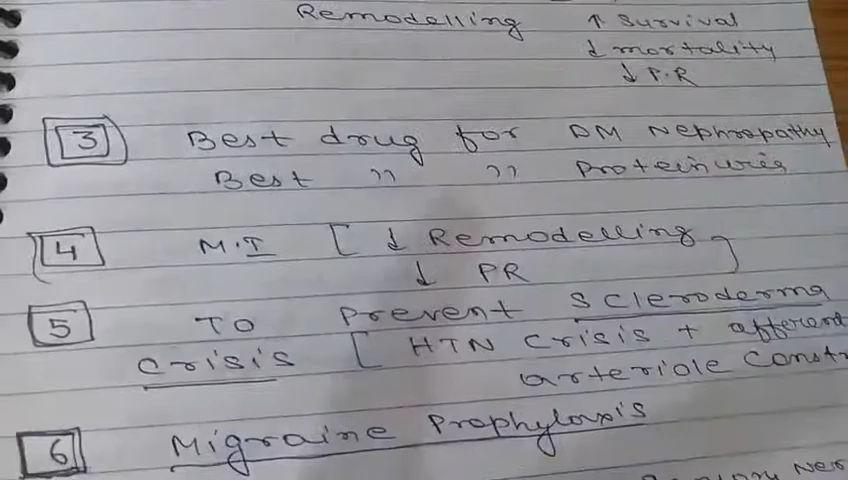 Remodelling ↑ Survival
↓ mortality
↓ P.R
3 Best drug for DM Nephropathy
Best " " Proteinuria
4 M.I [ ↓ Remodelling ]
↓ PR
5 To prevent Scleroderma
crisis [ HTN crisis + afferent
arteriole Constr
6 Migraine Prophylaxis